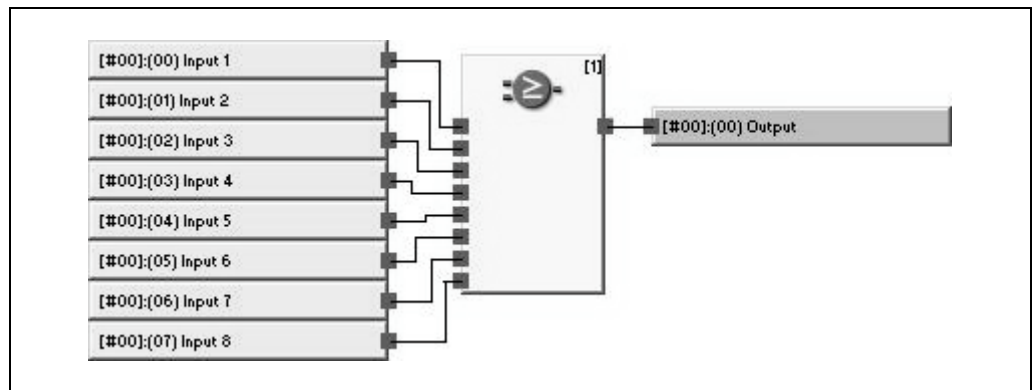 [#00]:(00) Input 1
[#00]:(01) Input 2
[#00]:(02) Input 3
[#00]:(03) Input 4
[#00]:(04) Input 5
[#00]:(05) Input 6
[#00]:(06) Input 7
[#00]:(07) Input 8
[1]
≥
[#00]:(00) Output